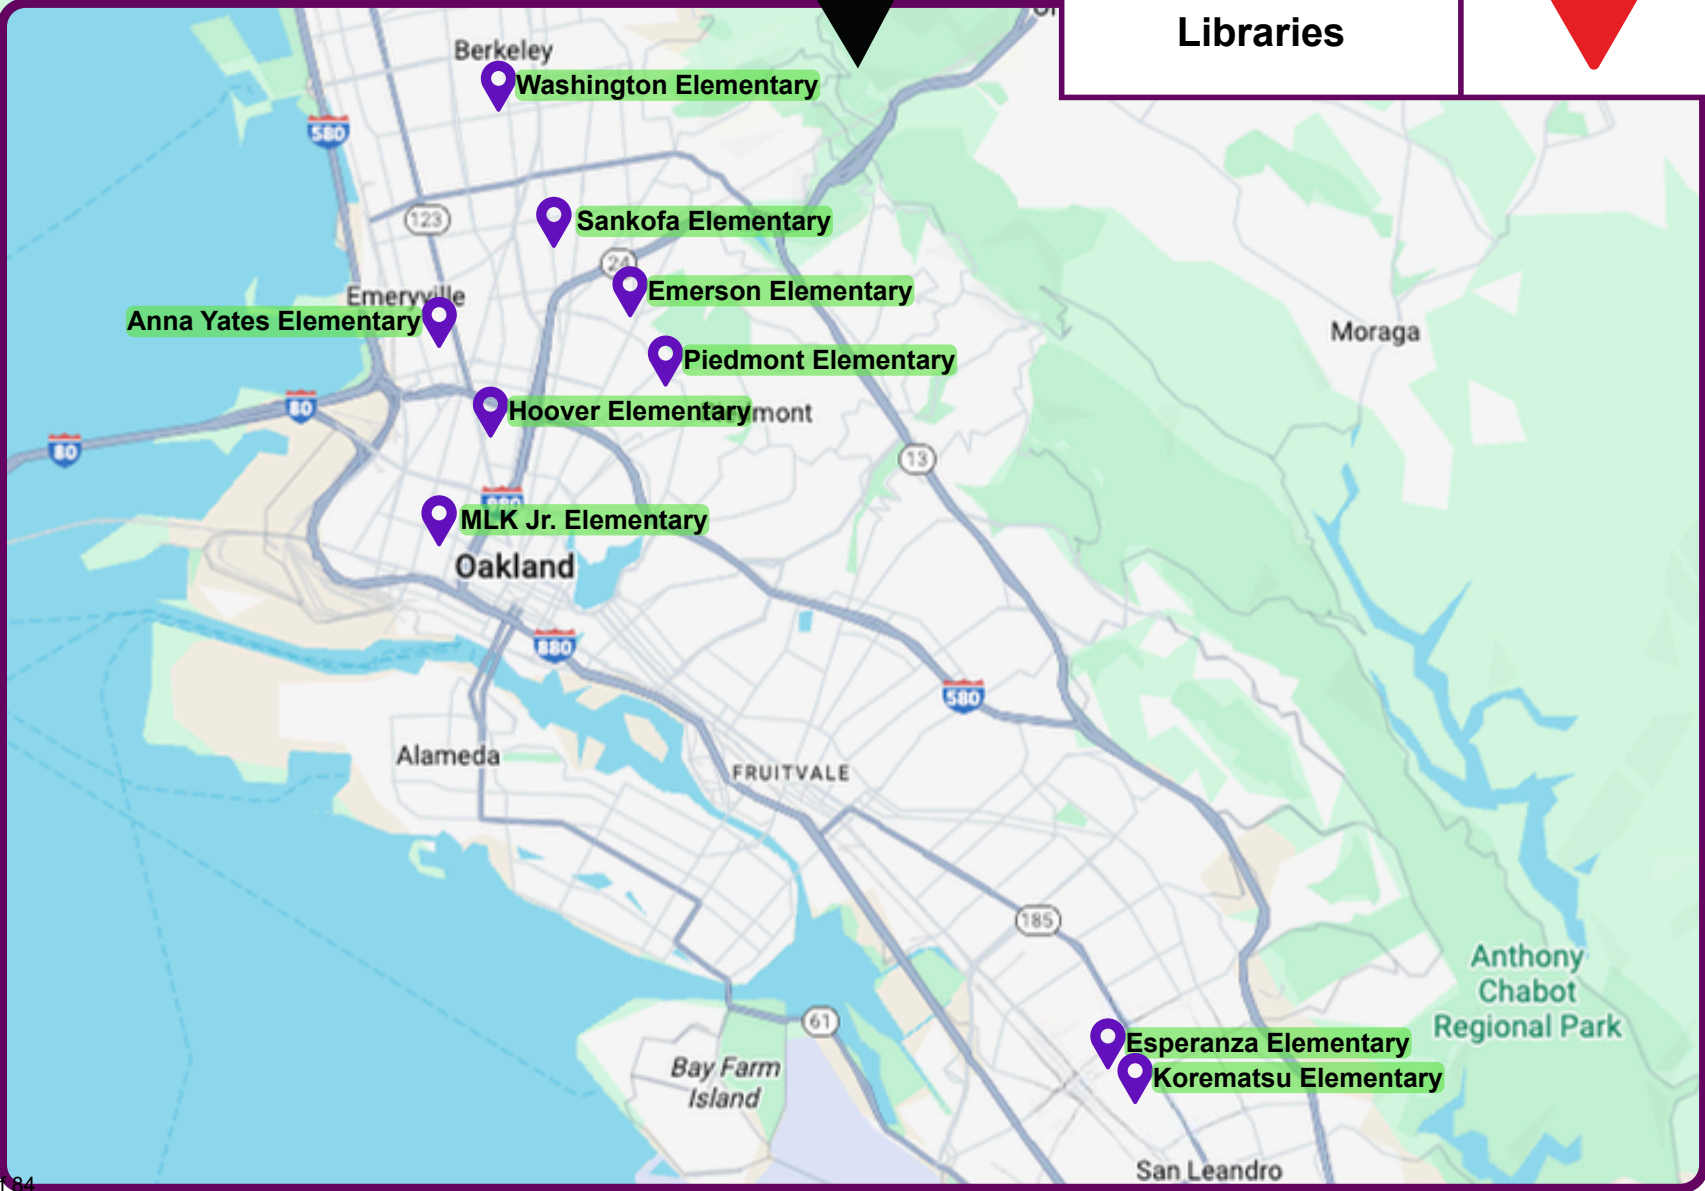 Libraries
Berkeley
Washington Elementary
580
123
Sankofa Elementary
24
Emerson Elementary
Emeryville
Anna Yates Elementary
Moraga
Piedmont Elementary
80
Hoover Elementary
80
13
MLK Jr. Elementary
Oakland
880
580
Alameda
FRUITVALE
185
Anthony
Chabot
Regional Park
61
Esperanza Elementary
Bay Farm
Island
Korematsu Elementary
San Leandro
84